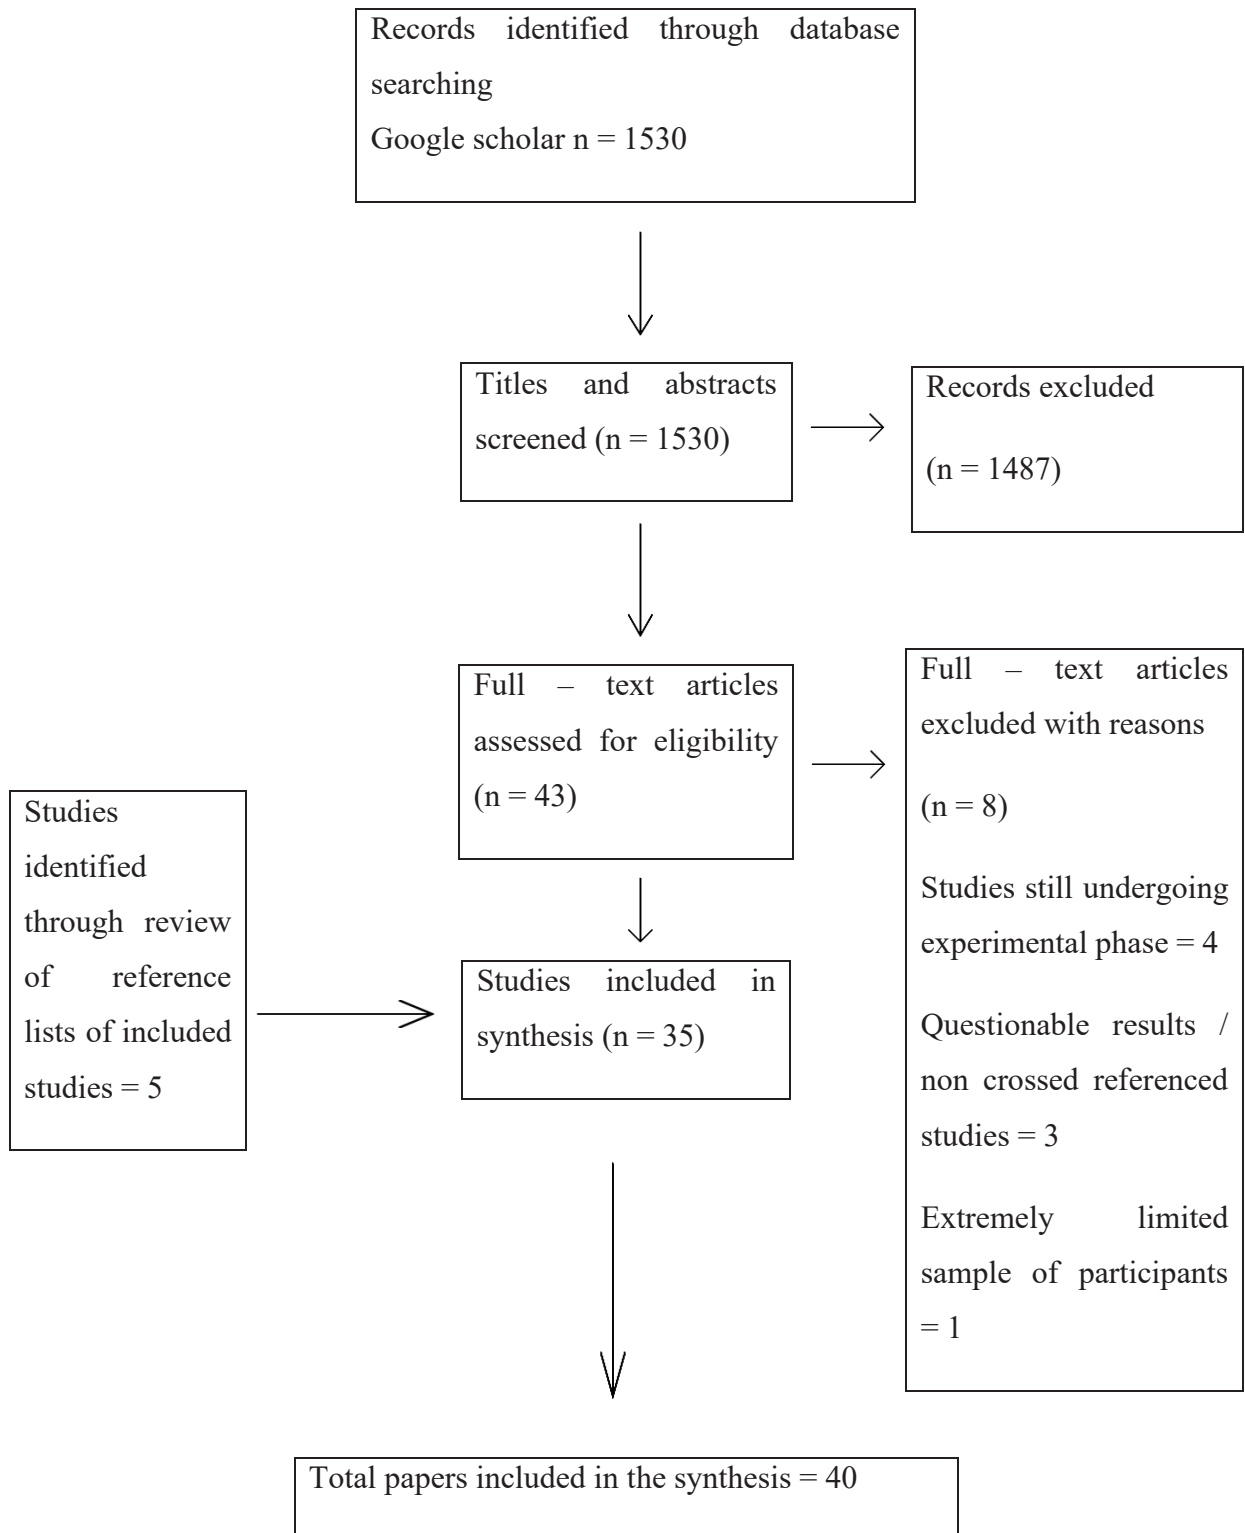 Records identified through database
searching
Google scholar n = 1530
Titles and abstracts
screened (n = 1530)
Records excluded
(n = 1487)
Full – text articles
assessed for eligibility
(n = 43)
Full – text articles
excluded with reasons
(n = 8)
Studies still undergoing
experimental phase = 4
Questionable results /
non crossed referenced
studies = 3
Extremely limited
sample of participants
= 1
Studies
identified
through review
of reference
lists of included
studies = 5
Studies included in
synthesis (n = 35)
Total papers included in the synthesis = 40